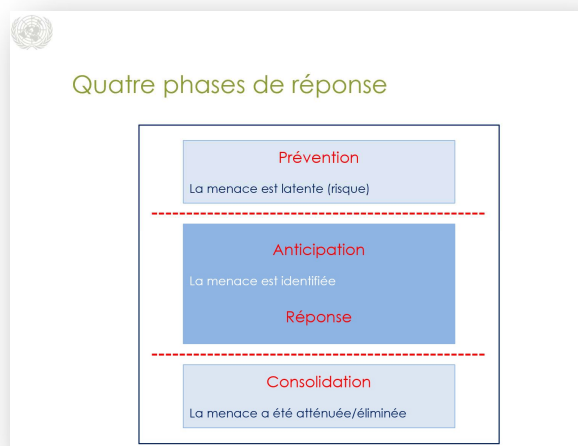 Quatre phases de réponse
Prévention
La menace est latente (risque)
Anticipation
La menace est identifiée
Réponse
Consolidation
La menace a été atténuée/éliminée